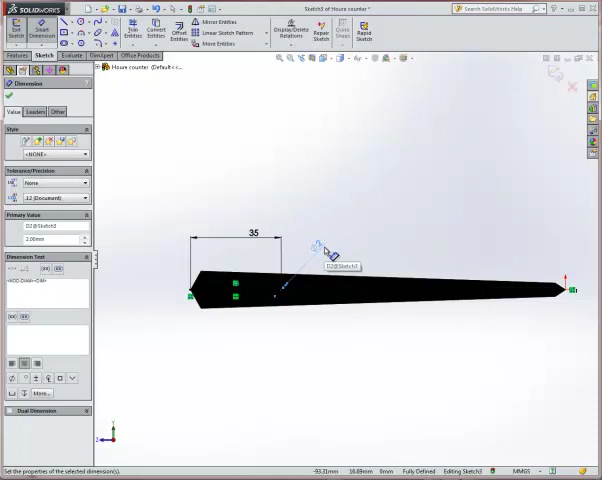 SOLIDWORKS
Sketch3 of Houre counter *
Search SolidWorks Help
Exit Sketch
Smart Dimension
Trim Entities
Convert Entities
Offset Entities
Mirror Entities
Linear Sketch Pattern
Move Entities
Display/Delete Relations
Repair Sketch
Quick Snaps
Rapid Sketch
Features
Sketch
Evaluate
DimXpert
Office Products
Houre counter (Default<<...
Dimension
Value
Leaders
Other
Style
<NONE>
Tolerance/Precision
None
.12 (Document)
Primary Value
D2@Sketch3
2.00mm
Dimension Text
<MOD-DIAM><DIM>
More...
Dual Dimension
35
⌀2
D2@Sketch3
Y
Z
Set the properties of the selected dimension(s).
-93.31mm
16.69mm
0mm
Fully Defined
Editing Sketch3
MMGS